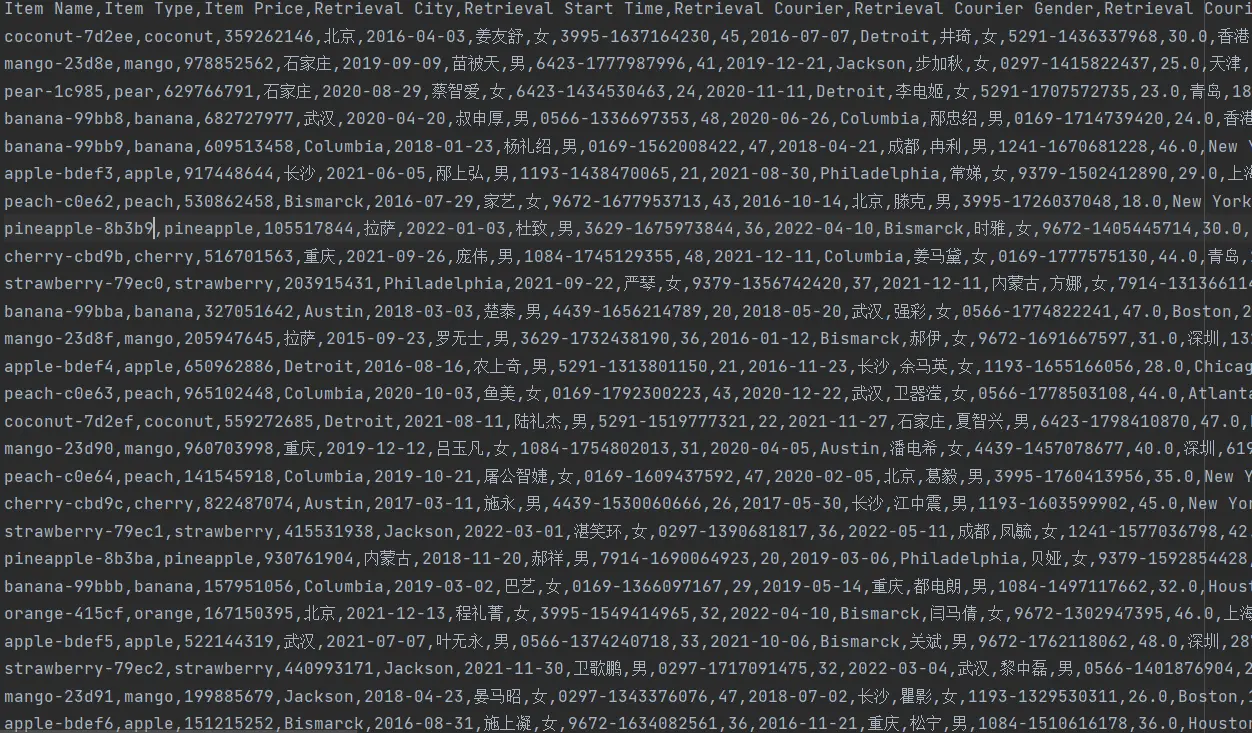 Item Name,Item Type,Item Price,Retrieval City,Retrieval Start Time,Retrieval Courier,Retrieval Courier Gender,Retrieval Couri
coconut-7d2ee,coconut,359262146,北京,2016-04-03,姜友舒,女,3995-1637164230,45,2016-07-07,Detroit,井琦,女,5291-1436337968,30.0,香港
mango-23d8e,mango,978852562,石家庄,2019-09-09,苗被天,男,6423-1777987996,41,2019-12-21,Jackson,步加秋,女,0297-1415822437,25.0,天津,
pear-1c985,pear,629766791,石家庄,2020-08-29,蔡智爱,女,6423-1434530463,24,2020-11-11,Detroit,李电姬,女,5291-1707572735,23.0,青岛,18
banana-99bb8,banana,682727977,武汉,2020-04-20,叔申厚,男,0566-1336697353,48,2020-06-26,Columbia,邴忠绍,男,0169-1714739420,24.0,香港
banana-99bb9,banana,609513458,Columbia,2018-01-23,杨礼绍,男,0169-1562008422,47,2018-04-21,成都,冉利,男,1241-1670681228,46.0,New Y
apple-bdef3,apple,917448644,长沙,2021-06-05,邴上弘,男,1193-1438470065,21,2021-08-30,Philadelphia,常娣,女,9379-1502412890,29.0,上海
peach-c0e62,peach,530862458,Bismarck,2016-07-29,家艺,女,9672-1677953713,43,2016-10-14,北京,滕克,男,3995-1726037048,18.0,New York
pineapple-8b3b9,pineapple,105517844,拉萨,2022-01-03,杜致,男,3629-1675973844,36,2022-04-10,Bismarck,时雅,女,9672-1405445714,30.0,
cherry-cbd9b,cherry,516701563,重庆,2021-09-26,庞伟,男,1084-1745129355,48,2021-12-11,Columbia,姜马黛,女,0169-1777575130,44.0,青岛,
strawberry-79ec0,strawberry,203915431,Philadelphia,2021-09-22,严琴,女,9379-1356742420,37,2021-12-11,内蒙古,方娜,女,7914-131366114
banana-99bba,banana,327051642,Austin,2018-03-03,楚泰,男,4439-1656214789,20,2018-05-20,武汉,强彩,女,0566-1774822241,47.0,Boston,2
mango-23d8f,mango,205947645,拉萨,2015-09-23,罗无士,男,3629-1732438190,36,2016-01-12,Bismarck,郝伊,女,9672-1691667597,31.0,深圳,13
apple-bdef4,apple,650962886,Detroit,2016-08-16,农上奇,男,5291-1313801150,21,2016-11-23,长沙,余马英,女,1193-1655166056,28.0,Chicag
peach-c0e63,peach,965102448,Columbia,2020-10-03,鱼美,女,0169-1792300223,43,2020-12-22,武汉,卫器滢,女,0566-1778503108,44.0,Atlanta
coconut-7d2ef,coconut,559272685,Detroit,2021-08-11,陆礼杰,男,5291-1519777321,22,2021-11-27,石家庄,夏智兴,男,6423-1798410870,47.0,
mango-23d90,mango,960703998,重庆,2019-12-12,吕玉凡,女,1084-1754802013,31,2020-04-05,Austin,潘电希,女,4439-1457078677,40.0,深圳,619
peach-c0e64,peach,141545918,Columbia,2019-10-21,屠公智婕,女,0169-1609437592,47,2020-02-05,北京,葛毅,男,3995-1760413956,35.0,New Y
cherry-cbd9c,cherry,822487074,Austin,2017-03-11,施永,男,4439-1530060666,26,2017-05-30,长沙,江中震,男,1193-1603599902,45.0,New Yo
strawberry-79ec1,strawberry,415531938,Jackson,2022-03-01,湛笑环,女,0297-1390681817,36,2022-05-11,成都,凤毓,女,1241-1577036798,42
pineapple-8b3ba,pineapple,930761904,内蒙古,2018-11-20,郝祥,男,7914-1690064923,20,2019-03-06,Philadelphia,贝娅,女,9379-1592854428,
banana-99bbb,banana,157951056,Columbia,2019-03-02,巴艺,女,0169-1366097167,29,2019-05-14,重庆,都电朗,男,1084-1497117662,32.0,Houst
orange-415cf,orange,167150395,北京,2021-12-13,程礼菁,女,3995-1549414965,32,2022-04-10,Bismarck,闫马倩,女,9672-1302947395,46.0,上海
apple-bdef5,apple,522144319,武汉,2021-07-07,叶无永,男,0566-1374240718,33,2021-10-06,Bismarck,关斌,男,9672-1762118062,48.0,深圳,28
strawberry-79ec2,strawberry,440993171,Jackson,2021-11-30,卫歌鹏,男,0297-1717091475,32,2022-03-04,武汉,黎中磊,男,0566-1401876904,2
mango-23d91,mango,199885679,Jackson,2018-04-23,晏马昭,女,0297-1343376076,47,2018-07-02,长沙,瞿影,女,1193-1329530311,26.0,Boston,
apple-bdef6,apple,151215252,Bismarck,2016-08-31,施上凝,女,9672-1634082561,36,2016-11-21,重庆,松宁,男,1084-1510616178,36.0,Houston